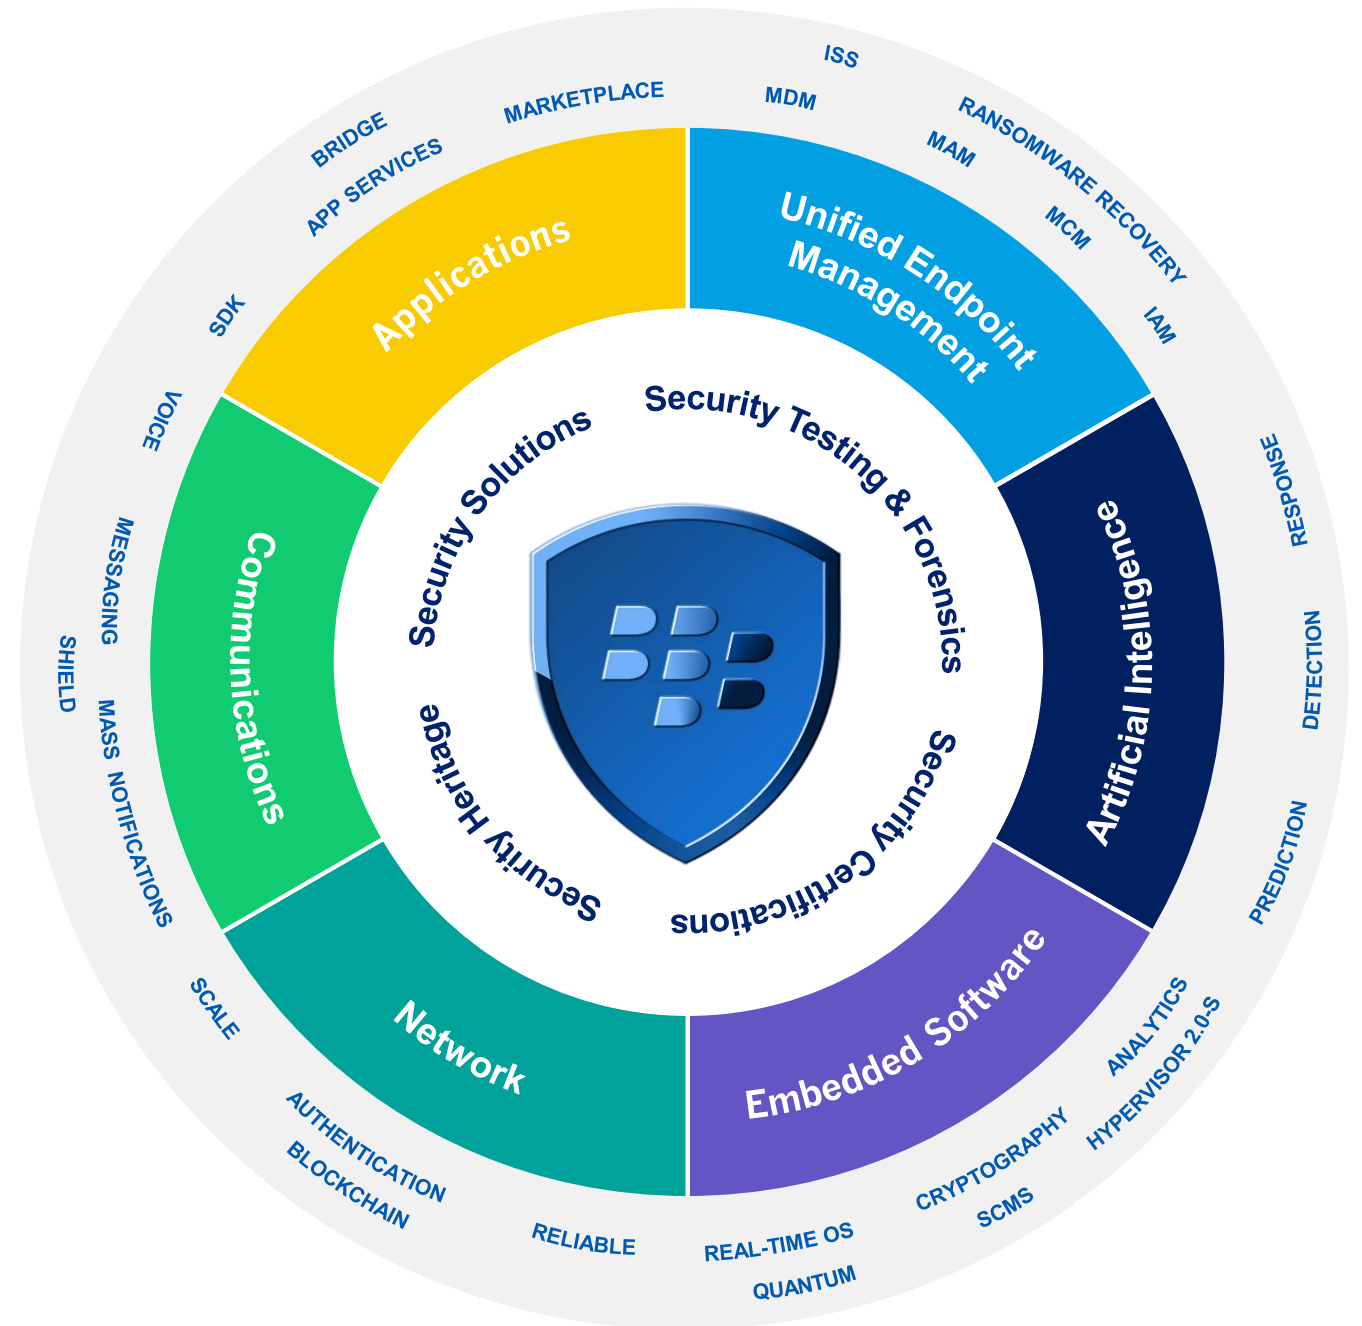 ISS
MDM
RANSOMWARE RECOVERY
MAM
MCM
IAM
Unified Endpoint
Management
RESPONSE
DETECTION
PREDICTION
Artificial Intelligence
ANALYTICS
HYPERVISOR 2.0-S
CRYPTOGRAPHY
SCMS
REAL-TIME OS
QUANTUM
Embedded Software
RELIABLE
AUTHENTICATION
BLOCKCHAIN
SCALE
Network
MASS NOTIFICATIONS
SHIELD
MESSAGING
VOICE
Communications
SDK
APP SERVICES
BRIDGE
MARKETPLACE
Applications
Security Solutions
Security Testing & Forensics
Security Certifications
Security Heritage